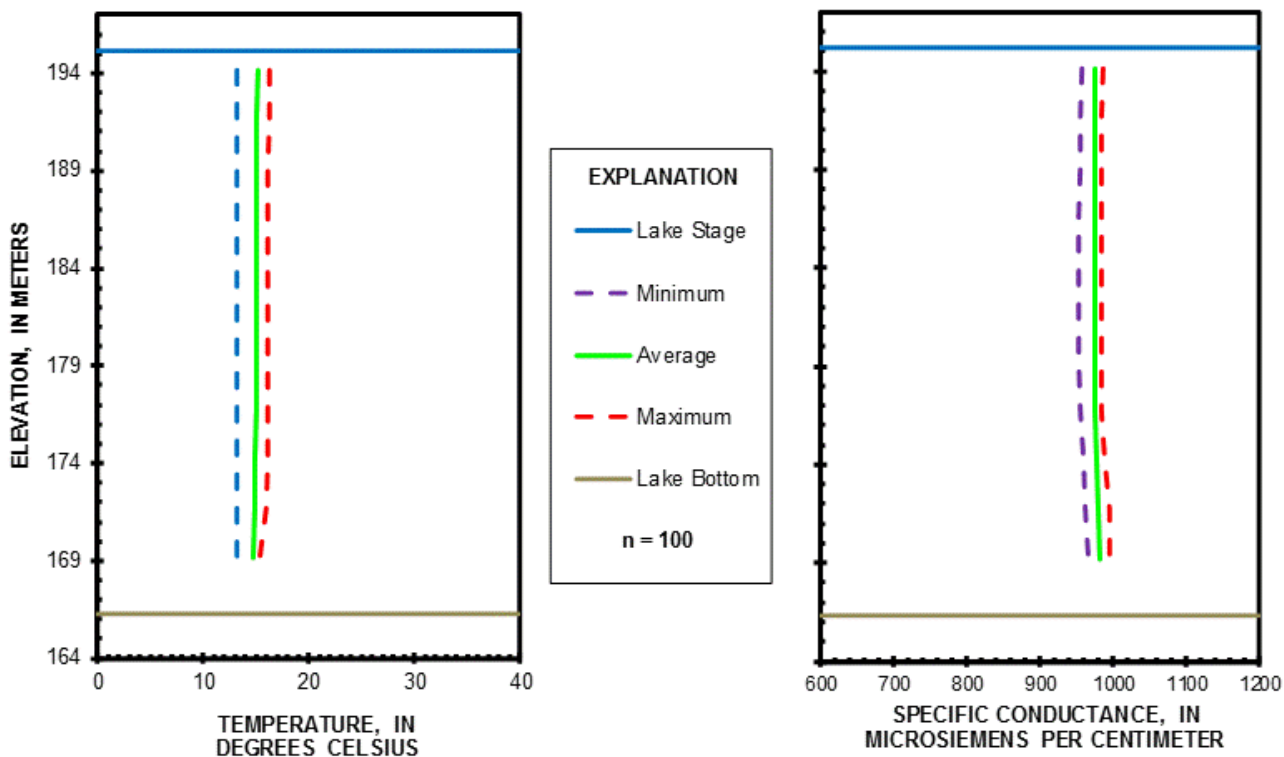 ELEVATION, IN METERS
194
189
184
179
174
169
164
0 10 20 30 40
TEMPERATURE, IN
DEGREES CELSIUS
EXPLANATION
Lake Stage
Minimum
Average
Maximum
Lake Bottom
n = 100
600 700 800 900 1000 1100 1200
SPECIFIC CONDUCTANCE, IN
MICROSIEMENS PER CENTIMETER